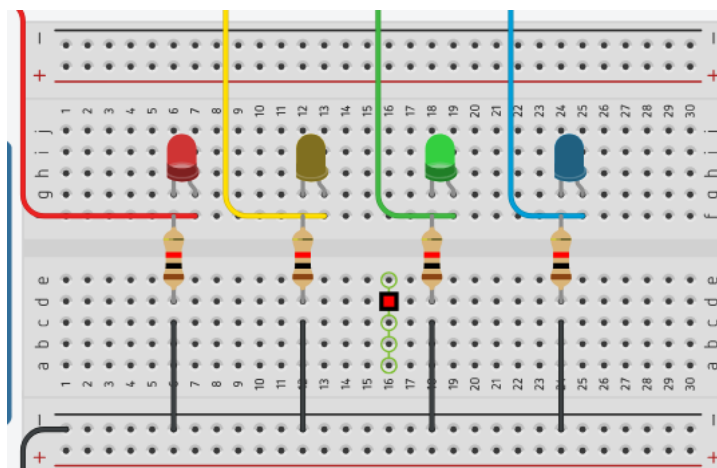 −
+
−
+
1 2 3 4 5 6 7 8 9 10 11 12 13 14 15 16 17 18 19 20 21 22 23 24 25 26 27 28 29 30
j j
i i
h h
g g
f f
e e
d d
c c
b b
a a
1 2 3 4 5 6 7 8 9 10 11 12 13 14 15 16 17 18 19 20 21 22 23 24 25 26 27 28 29 30
− −
+ +